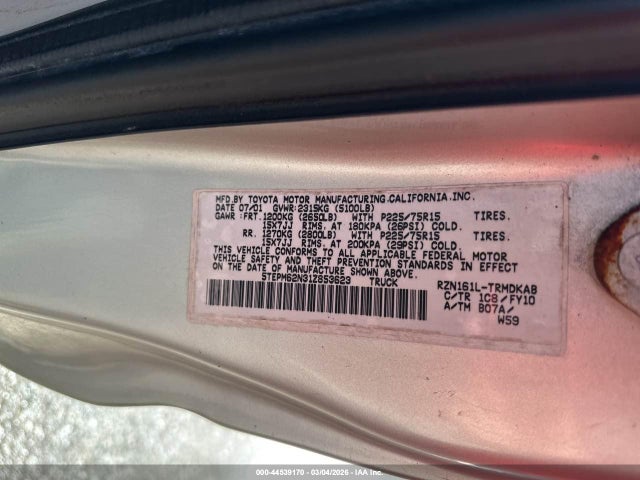 MFD.BY TOYOTA MOTOR MANUFACTURING.CALIFORNIA.INC.
DATE 07/01 GVWR:2315KG (5100LB)
GAWR :FRT.1200KG (2650LB) WITH P225/75R15 TIRES.
15X7JJ RIMS. AT 180KPA (26PSI) COLD.
RR. 1270KG (2800LB) WITH P225/75R15 TIRES.
15X7JJ RIMS. AT 200KPA (29PSI) COLD.
THIS VEHICLE CONFORMS TO ALL APPLICABLE FEDERAL MOTOR
VEHICLE SAFETY AND BUMPER STANDARDS IN EFFECT
ON THE DATE OF MANUFACTURE SHOWN ABOVE.
5TEPM62N31Z853623 TRUCK
RZN161L-TRMDKAB
C/TR 1C8/FY10
A/TM B07A/
W59
000-44539170 - 03/04/2026 - IAA Inc.